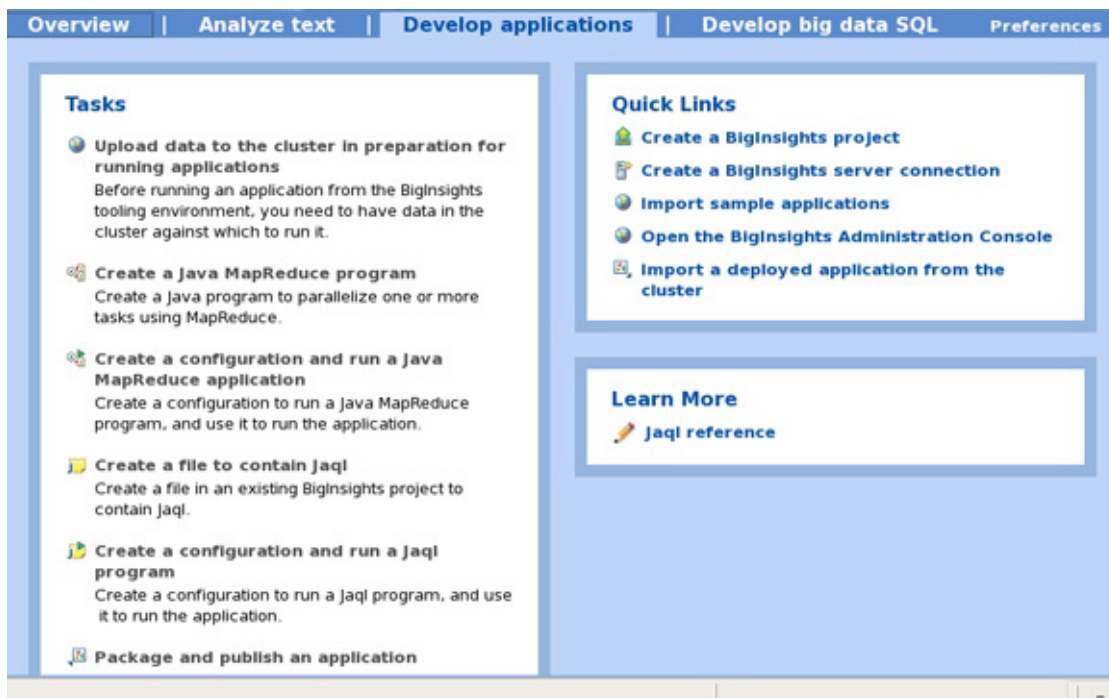 Overview | Analyze text | Develop applications | Develop big data SQL Preferences
Tasks
Upload data to the cluster in preparation for
running applications
Before running an application from the BigInsights
tooling environment, you need to have data in the
cluster against which to run it.
Create a Java MapReduce program
Create a Java program to parallelize one or more
tasks using MapReduce.
Create a configuration and run a Java
MapReduce application
Create a configuration to run a Java MapReduce
program, and use it to run the application.
Create a file to contain Jaql
Create a file in an existing BigInsights project to
contain Jaql.
Create a configuration and run a Jaql
program
Create a configuration to run a Jaql program, and use
it to run the application.
Package and publish an application
Quick Links
Create a BigInsights project
Create a BigInsights server connection
Import sample applications
Open the BigInsights Administration Console
Import a deployed application from the
cluster
Learn More
Jaql reference